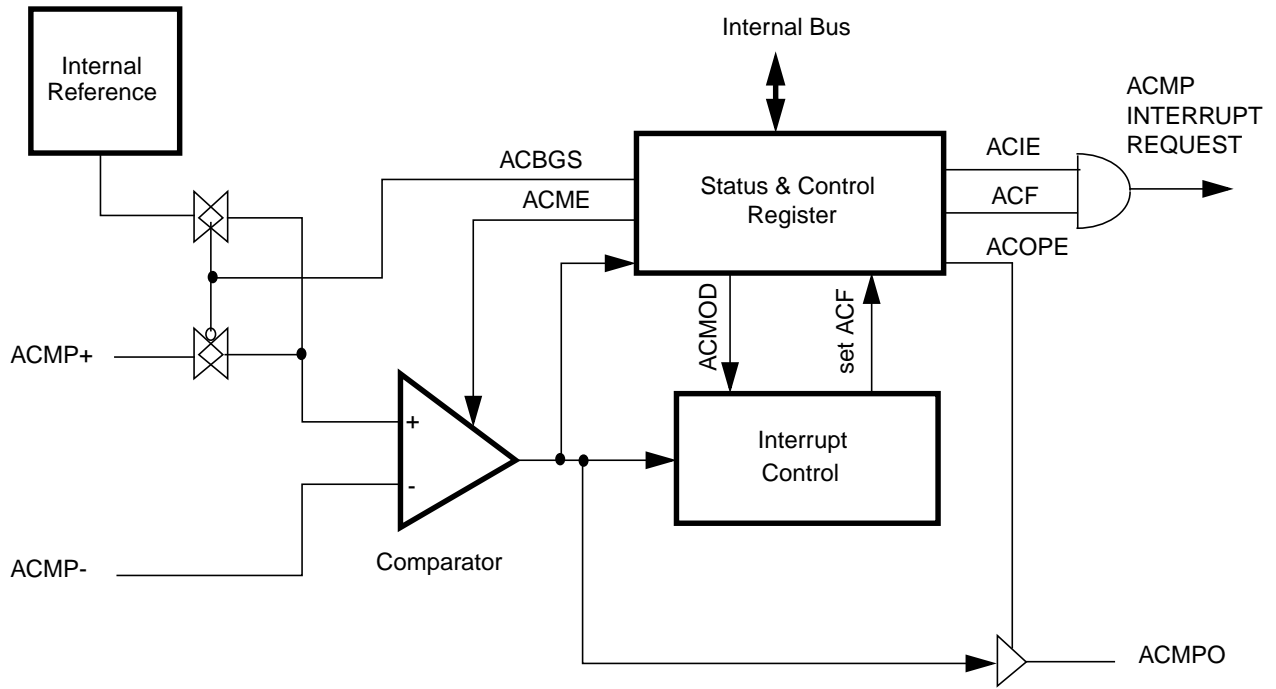 Internal Bus
Internal
Reference
ACMP
INTERRUPT
REQUEST
ACBGS
ACME
Status & Control
Register
ACIE
ACF
ACOPE
ACMOD
set ACF
ACMP+
+
-
Interrupt
Control
Comparator
ACMP-
ACMPO